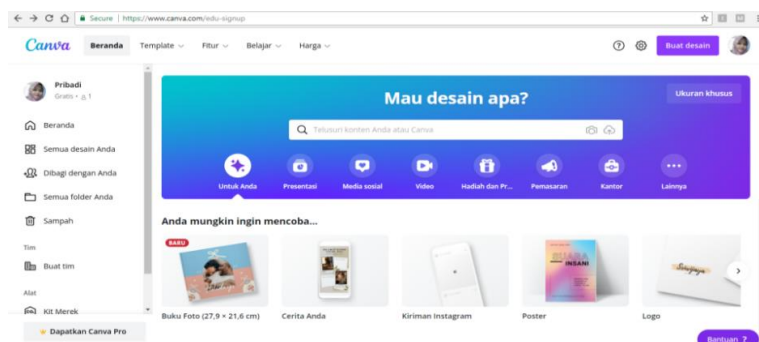 Secure | https://www.canva.com/edu-signup
Canva Beranda Template Fitur Belajar Harga Buat desain
Pribadi
Gratis • 1
Beranda
Semua desain Anda
Dibagi dengan Anda
Semua folder Anda
Sampah
Tim
Buat tim
Alat
Kit Merek
Dapatkan Canva Pro
Mau desain apa?
Ukuran khusus
Telusuri konten Anda atau Canva
Untuk Anda Presentasi Media sosial Video Hadiah dan Pr... Pemasaran Kantor Lainnya
Anda mungkin ingin mencoba...
BARU
SUARA
INSANI
Buku Foto (27,9 × 21,6 cm) Cerita Anda Kiriman Instagram Poster Logo
Bantuan ?